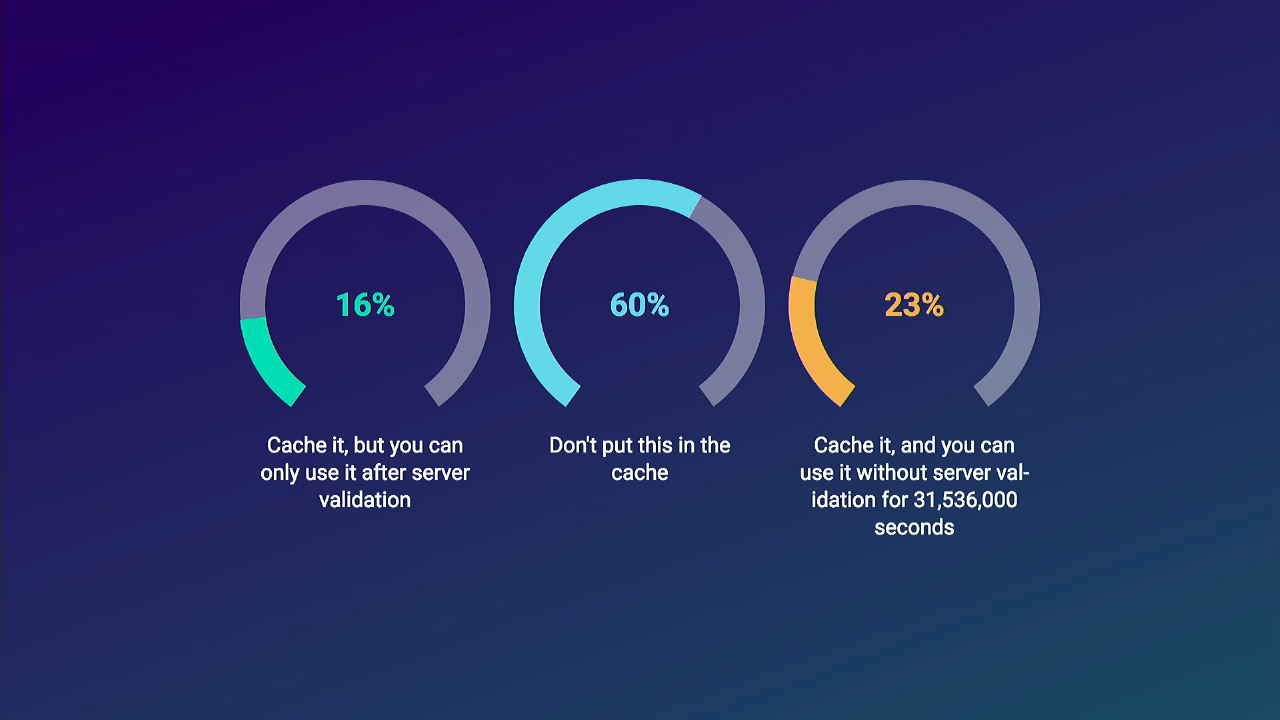 16%
60%
23%
Cache it, but you can
only use it after server
validation
Don't put this in the
cache
Cache it, and you can
use it without server val-
idation for 31,536,000
seconds